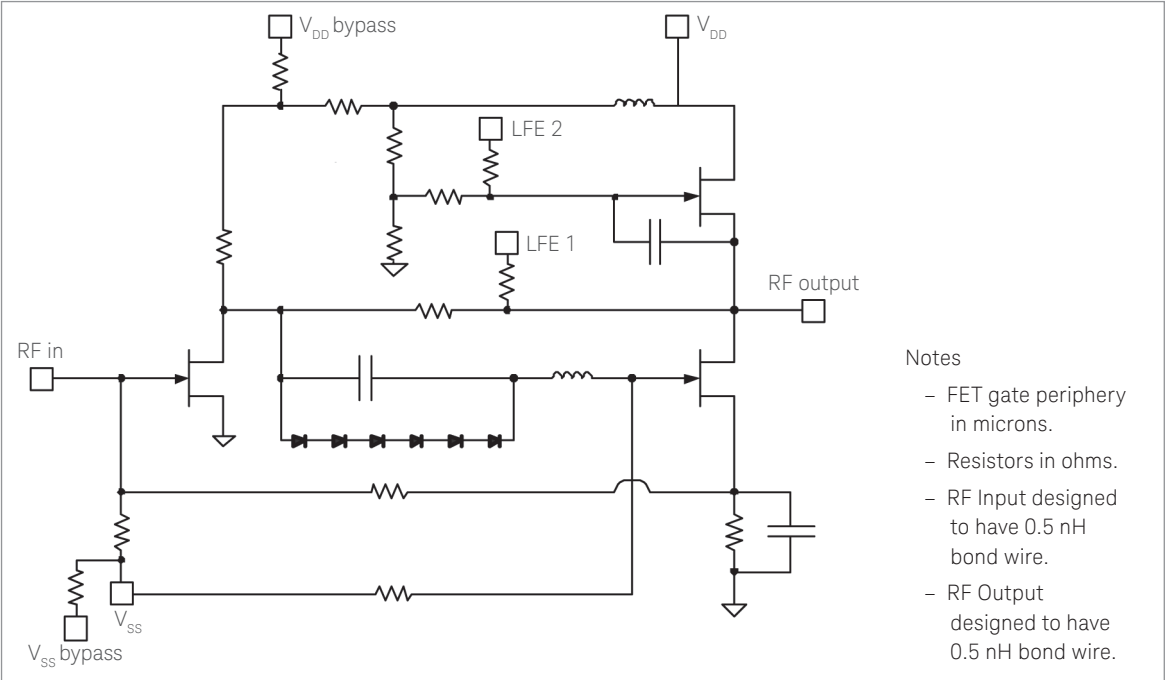 V_DD bypass
V_DD
LFE 2
LFE 1
RF output
RF in
V_SS
V_SS bypass
Notes
– FET gate periphery
in microns.
– Resistors in ohms.
– RF Input designed
to have 0.5 nH
bond wire.
– RF Output
designed to have
0.5 nH bond wire.